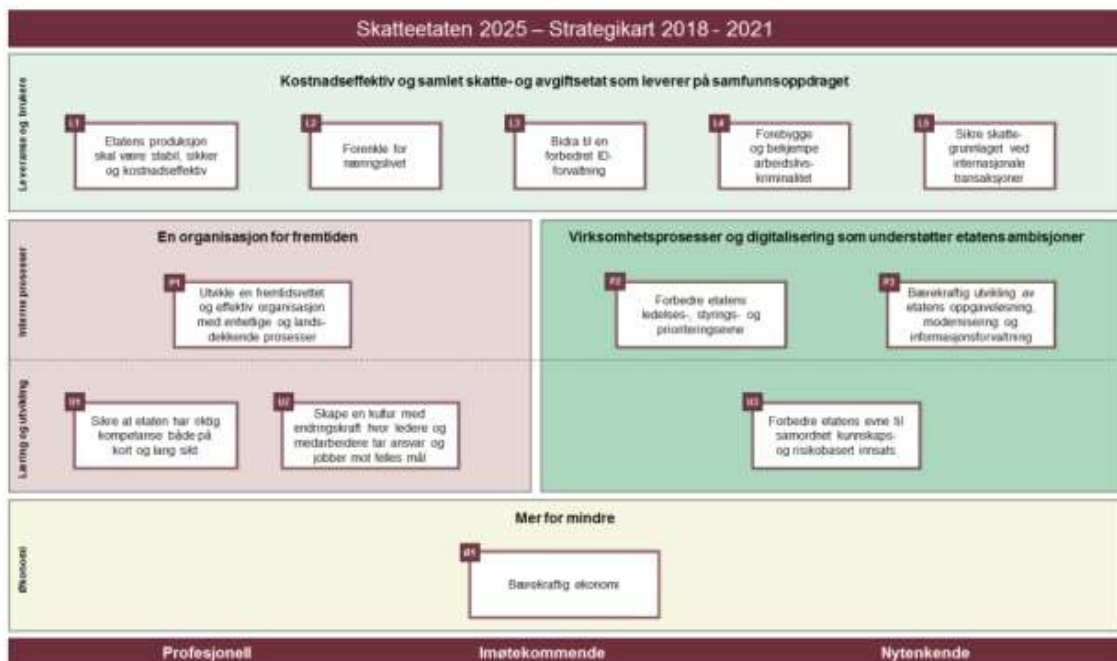 Skatteetaten 2025 – Strategikart 2018 - 2021
Leveranse og brukere
Kostnadseffektiv og samlet skatte- og avgiftsetat som leverer på samfunnsoppdraget
L1
Etatens produksjon
skal være stabil, sikker
og kostnadseffektiv
L2
Forenkle for
næringslivet
L3
Bidra til en
forbedret ID-
forvaltning
L4
Forebygge
og bekjempe
arbeidslivs-
kriminalitet
L5
Sikre skatte-
grunnlaget ved
internasjonale
transaksjoner
Interne prosesser
En organisasjon for fremtiden
P1
Utvikle en fremtidsrettet
og effektiv organisasjon
med enhetlige og lands-
dekkende prosesser
Virksomhetsprosesser og digitalisering som understøtter etatens ambisjoner
P2
Forbedre etatens
ledelses-, styrings- og
prioriteringsevne
P3
Bærekraftig utvikling av
etatens oppgaveløsning,
modernisering og
informasjonsforvaltning
Læring og utvikling
U1
Sikre at etaten har riktig
kompetanse både på
kort og lang sikt
U2
Skape en kultur med
endringskraft hvor ledere og
medarbeidere tar ansvar og
jobber mot felles mål
U3
Forbedre etatens evne til
samordnet kunnskaps-
og risikobasert innsats
Økonomi
Mer for mindre
Ø1
Bærekraftig økonomi
Profesjonell
Imøtekommende
Nytenkende